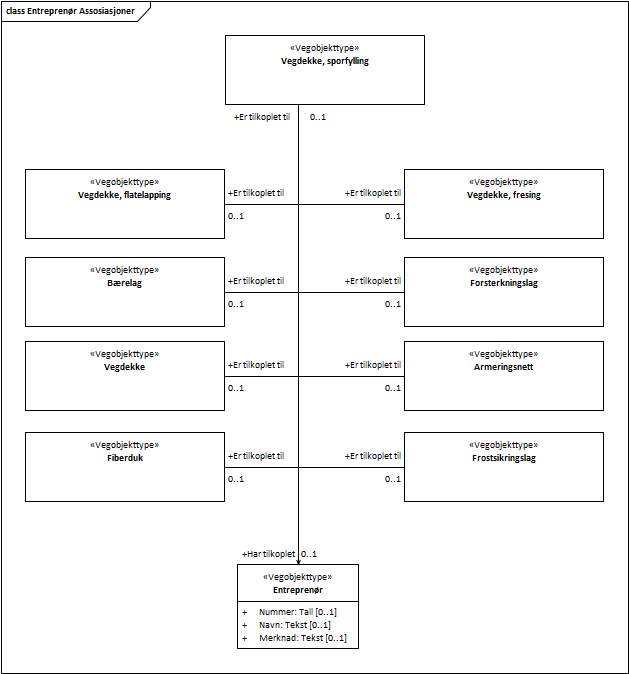 class Entreprenør Assosiasjoner
«Vegobjekttype»
Vegdekke, sporfylling
+Er tilkoplet til 0..1
«Vegobjekttype»
Vegdekke, flatelapping
+Er tilkoplet til
0..1
+Er tilkoplet til
0..1
«Vegobjekttype»
Vegdekke, fresing
«Vegobjekttype»
Bærelag
+Er tilkoplet til
0..1
+Er tilkoplet til
0..1
«Vegobjekttype»
Forsterkningslag
«Vegobjekttype»
Vegdekke
+Er tilkoplet til
0..1
+Er tilkoplet til
0..1
«Vegobjekttype»
Armeringsnett
«Vegobjekttype»
Fiberduk
+Er tilkoplet til
0..1
+Er tilkoplet til
0..1
«Vegobjekttype»
Frostsikringslag
+Har tilkoplet 0..1
«Vegobjekttype»
Entreprenør
+ Nummer: Tall [0..1]
+ Navn: Tekst [0..1]
+ Merknad: Tekst [0..1]